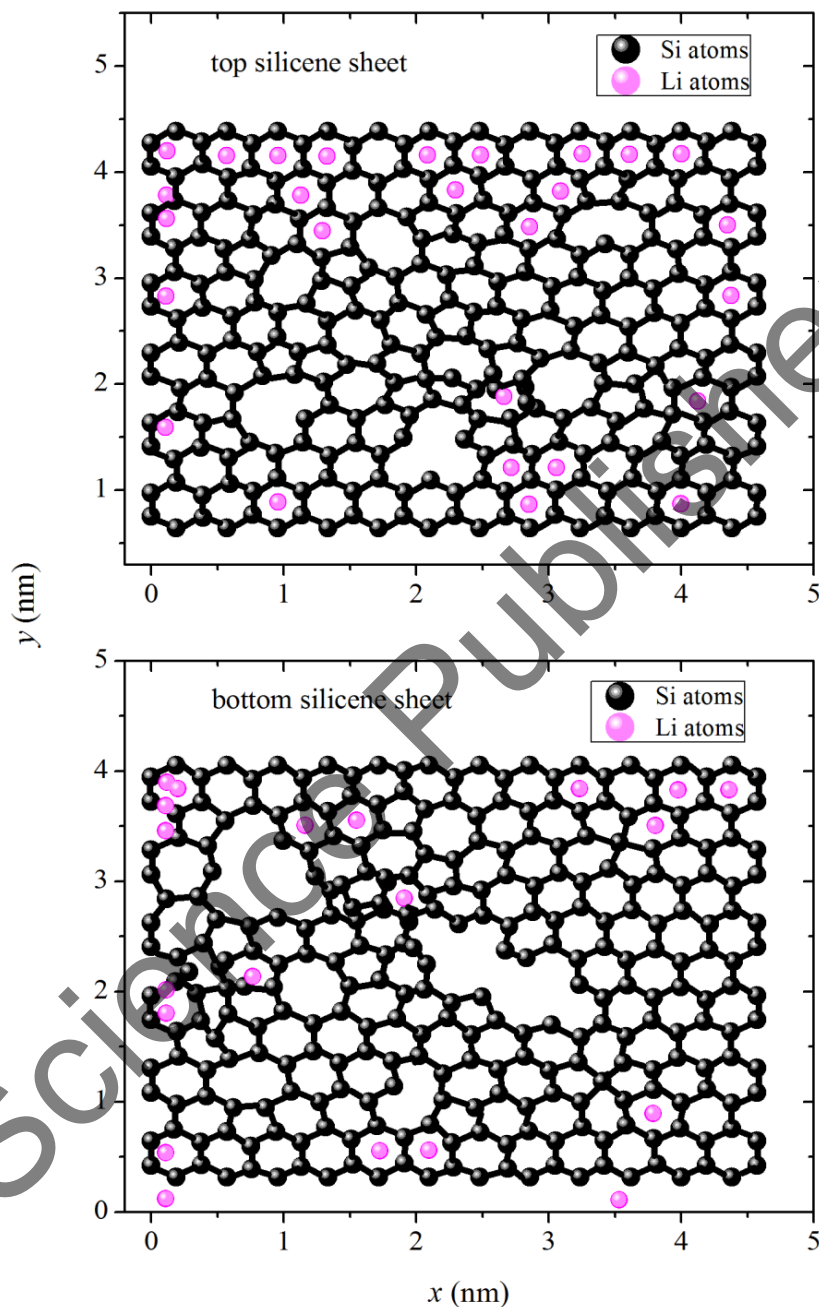 top silicene sheet
Si atoms
Li atoms
5
4
3
2
1
0 1 2 3 4 5
y (nm)
bottom silicene sheet
Si atoms
Li atoms
5
4
3
2
1
0
0 1 2 3 4 5
x (nm)
Science Publishe